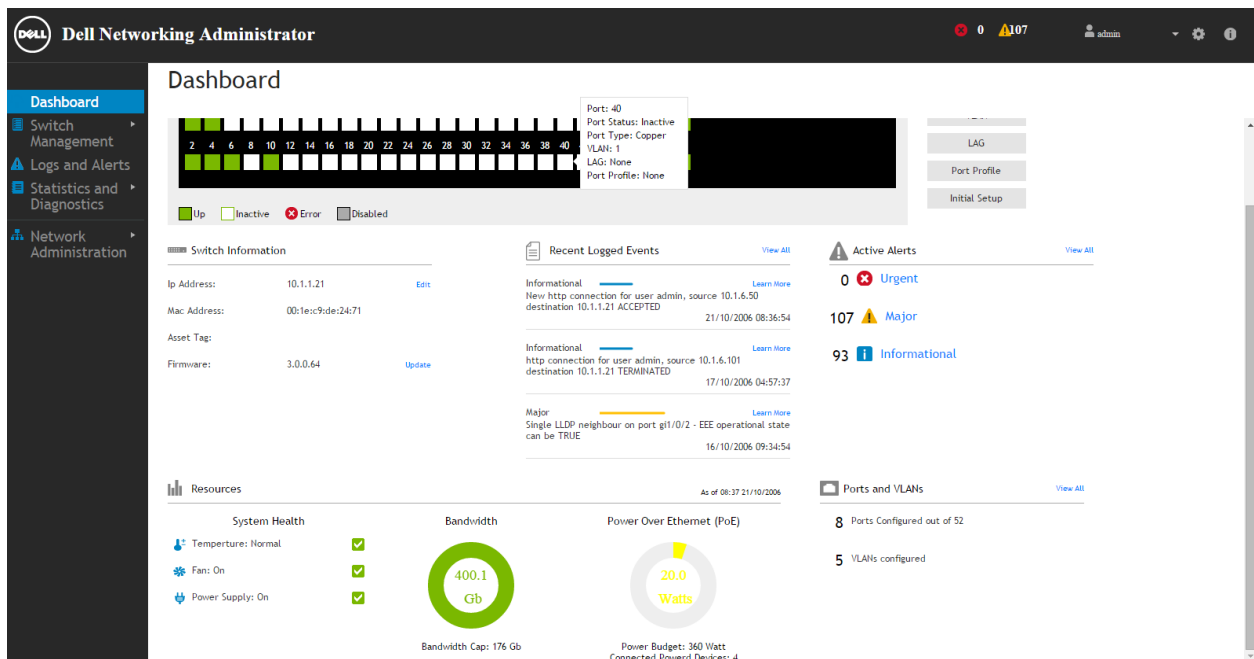 DELL
Dell Networking Administrator
0
107
admin
Dashboard
Dashboard
Switch Management
Logs and Alerts
Statistics and Diagnostics
Network Administration
Port: 40
Port Status: Inactive
Port Type: Copper
VLAN: 1
LAG: None
Port Profile: None
2 4 6 8 10 12 14 16 18 20 22 24 26 28 30 32 34 36 38 40
Up Inactive Error Disabled
LAG
Port Profile
Initial Setup
Switch Information
Ip Address: 10.1.1.21 Edit
Mac Address: 00:1e:c9:de:24:71
Asset Tag:
Firmware: 3.0.0.64 Update
Recent Logged Events View All
Informational Learn More
New http connection for user admin, source 10.1.6.50
destination 10.1.1.21 ACCEPTED
21/10/2006 08:36:54
Informational Learn More
http connection for user admin, source 10.1.6.101
destination 10.1.1.21 TERMINATED
17/10/2006 04:57:37
Major Learn More
Single LLDP neighbour on port gi1/0/2 - EEE operational state
can be TRUE
16/10/2006 09:34:54
Active Alerts View All
0 Urgent
107 Major
93 Informational
Resources As of 08:37 21/10/2006
System Health
Temperture: Normal
Fan: On
Power Supply: On
Bandwidth
400.1
Gb
Bandwidth Cap: 176 Gb
Power Over Ethernet (PoE)
20.0
Watts
Power Budget: 360 Watt
Connected Powerd Devices: 4
Ports and VLANs View All
8 Ports Configured out of 52
5 VLANs configured